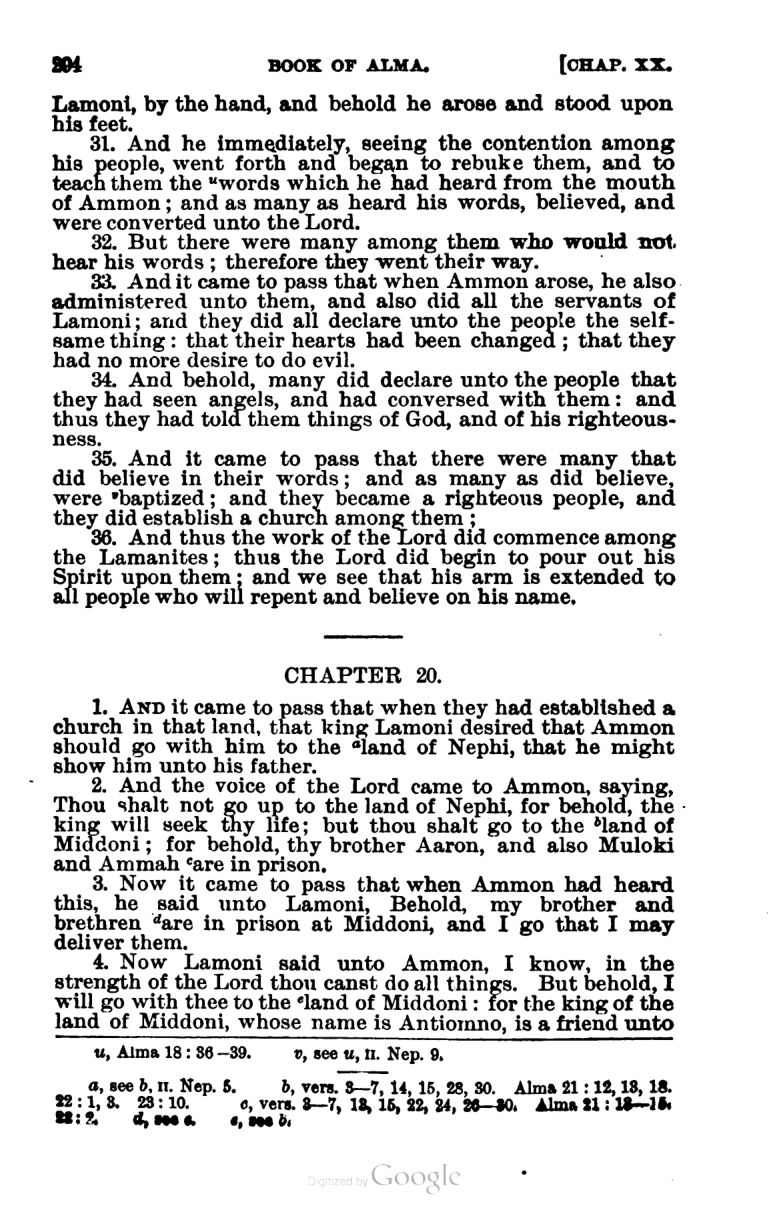 294 BOOK OF ALMA. [CHAP. XX.
Lamoni, by the hand, and behold he arose and stood upon
his feet.
31. And he immediately, seeing the contention among
his people, went forth and began to rebuke them, and to
teach them the ᵘwords which he had heard from the mouth
of Ammon; and as many as heard his words, believed, and
were converted unto the Lord.
32. But there were many among them who would not
hear his words; therefore they went their way.
33. And it came to pass that when Ammon arose, he also
administered unto them, and also did all the servants of
Lamoni; and they did all declare unto the people the self-
same thing: that their hearts had been changed; that they
had no more desire to do evil.
34. And behold, many did declare unto the people that
they had seen angels, and had conversed with them: and
thus they had told them things of God, and of his righteous-
ness.
35. And it came to pass that there were many that
did believe in their words; and as many as did believe,
were ᵛbaptized; and they became a righteous people, and
they did establish a church among them;
36. And thus the work of the Lord did commence among
the Lamanites; thus the Lord did begin to pour out his
Spirit upon them; and we see that his arm is extended to
all people who will repent and believe on his name.
CHAPTER 20.
1. AND it came to pass that when they had established a
church in that land, that king Lamoni desired that Ammon
should go with him to the ᵃland of Nephi, that he might
show him unto his father.
2. And the voice of the Lord came to Ammon, saying,
Thou shalt not go up to the land of Nephi, for behold, the
king will seek thy life; but thou shalt go to the ᵇland of
Middoni; for behold, thy brother Aaron, and also Muloki
and Ammah ᶜare in prison.
3. Now it came to pass that when Ammon had heard
this, he said unto Lamoni, Behold, my brother and
brethren ᵈare in prison at Middoni, and I go that I may
deliver them.
4. Now Lamoni said unto Ammon, I know, in the
strength of the Lord thou canst do all things. But behold, I
will go with thee to the ᵉland of Middoni: for the king of the
land of Middoni, whose name is Antiomno, is a friend unto
u, Alma 18: 36—39. v, see u, II. Nep. 9.
a, see b, II. Nep. 5. b, vers. 3—7, 14, 15, 28, 30. Alma 21: 12, 13, 18.
22: 1, 3. 23: 10. c, vers. 3—7, 15, 22, 24, 26—30. Alma 21: 13—15.
22: 2. d, see c. e, see b.
Digitized by Google